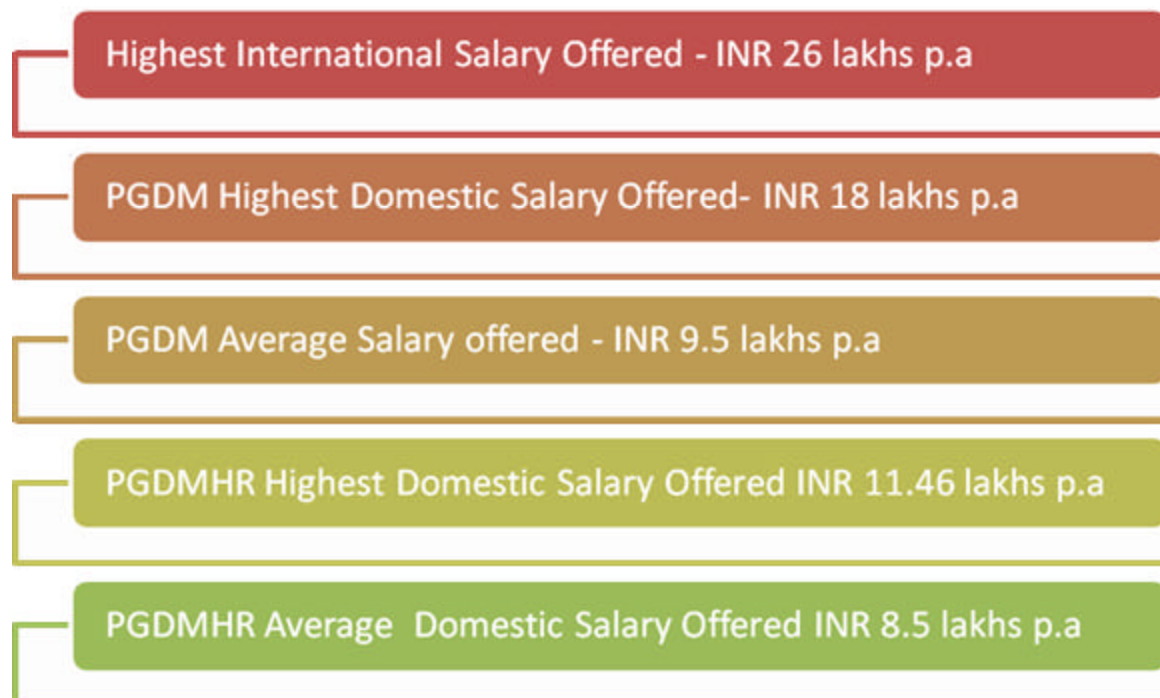 Highest International Salary Offered - INR 26 lakhs p.a
PGDM Highest Domestic Salary Offered- INR 18 lakhs p.a
PGDM Average Salary offered - INR 9.5 lakhs p.a
PGDMHR Highest Domestic Salary Offered INR 11.46 lakhs p.a
PGDMHR Average  Domestic Salary Offered INR 8.5 lakhs p.a